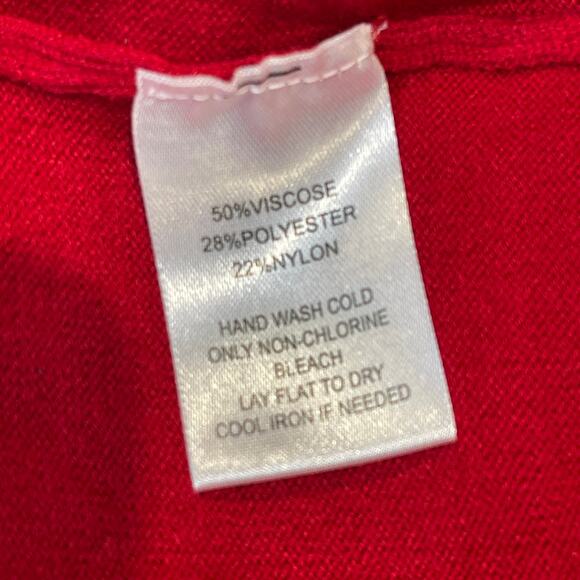 50%VISCOSE
28%POLYESTER
22%NYLON
HAND WASH COLD
ONLY NON-CHLORINE
BLEACH
LAY FLAT TO DRY
COOL IRON IF NEEDED